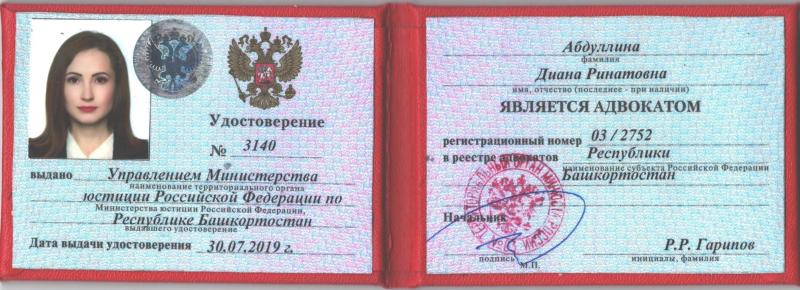 Удостоверение
№ 3140
выдано Управлением Министерства
наименование территориального органа
юстиции Российской Федерации по
Министерства юстиции Российской Федерации,
Республике Башкортостан
выдавшего удостоверение
Дата выдачи удостоверения 30.07.2019 г.
Абдуллина
фамилия
Диана Ринатовна
имя, отчество (последнее - при наличии)
ЯВЛЯЕТСЯ АДВОКАТОМ
регистрационный номер 03 / 2752
в реестре адвокатов Республики
наименование субъекта Российской Федерации
Башкортостан
Начальник
Р.Р. Гарипов
подпись
инициалы, фамилия
М.П.